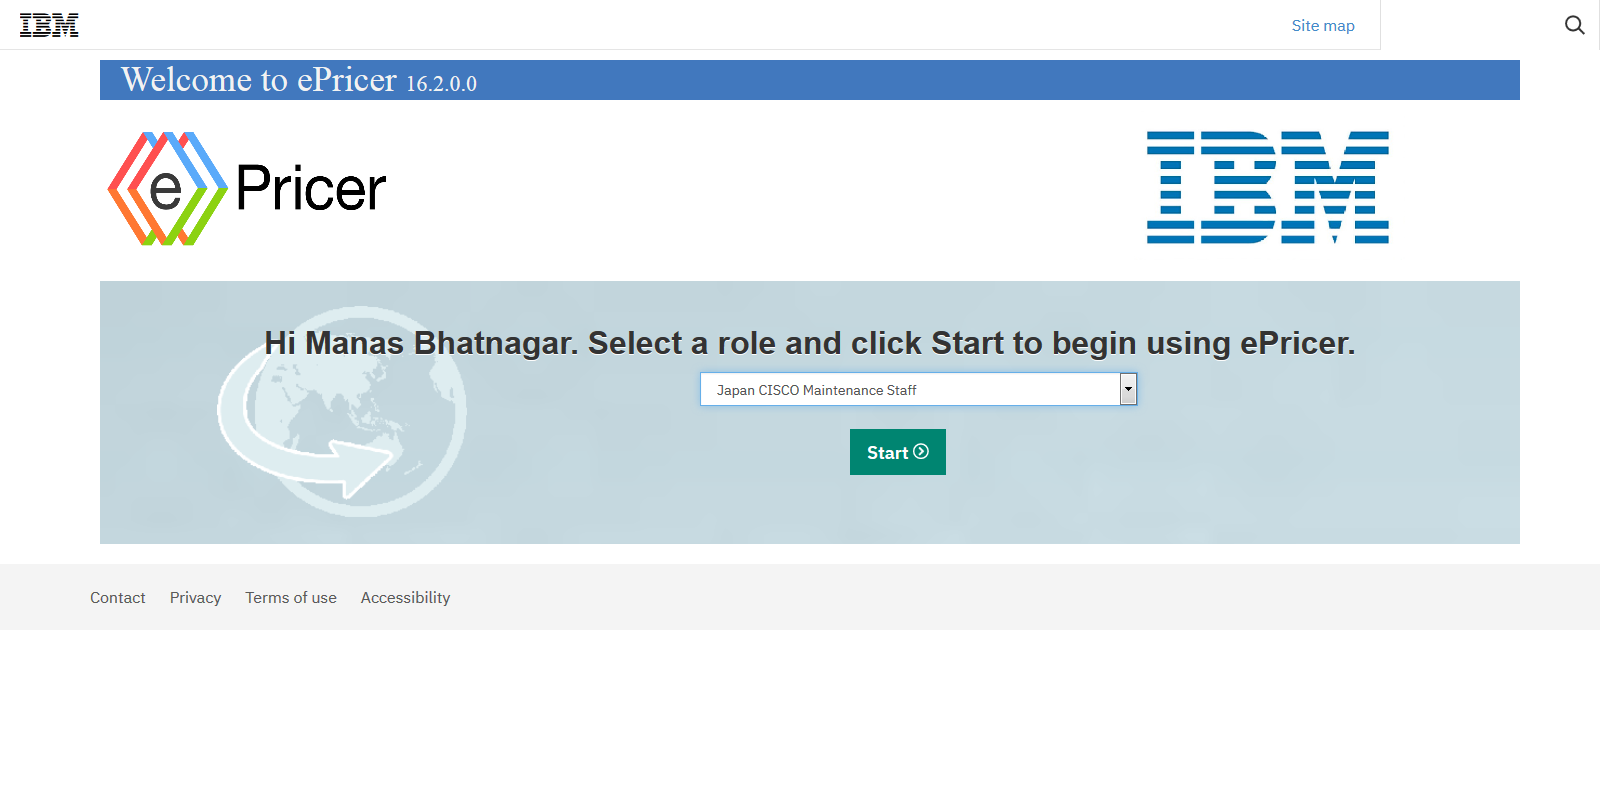 IBM
Site map
Welcome to ePricer 16.2.0.0
e Pricer
IBM
Hi Manas Bhatnagar. Select a role and click Start to begin using ePricer.
Japan CISCO Maintenance Staff
Start
Contact Privacy Terms of use Accessibility